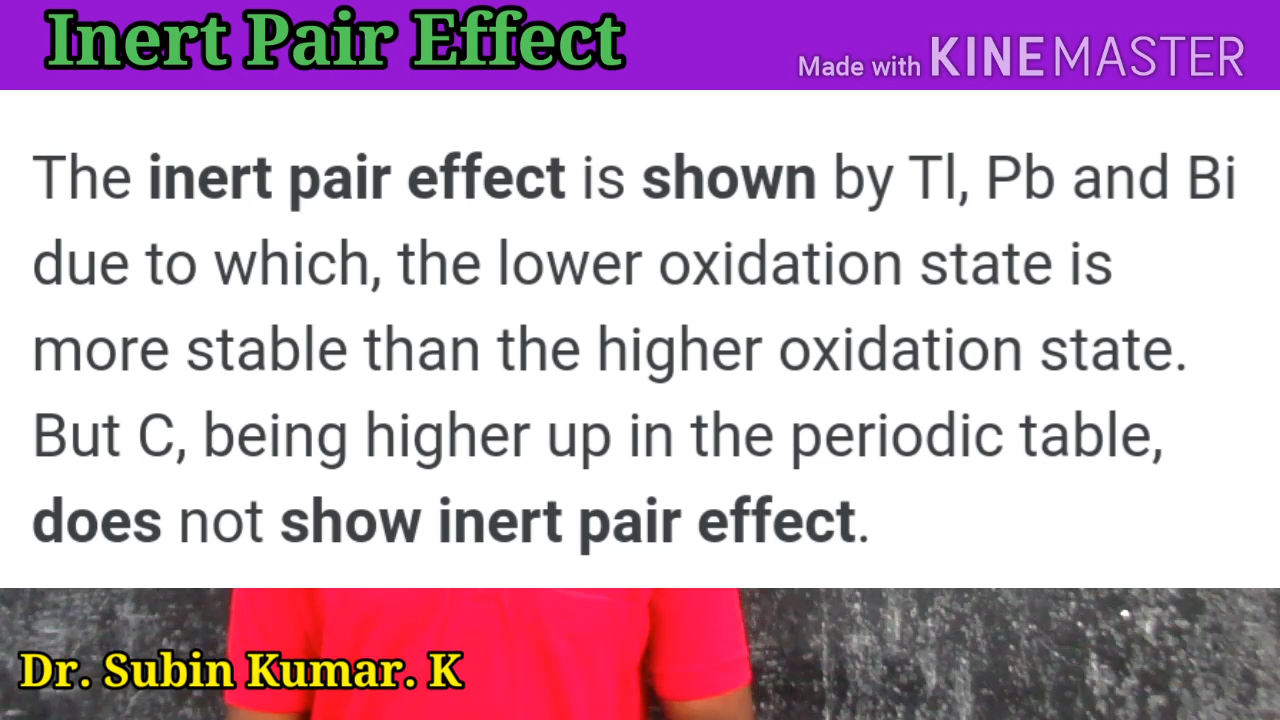 Inert Pair Effect
Made with KINEMASTER
The inert pair effect is shown by Tl, Pb and Bi
due to which, the lower oxidation state is
more stable than the higher oxidation state.
But C, being higher up in the periodic table,
does not show inert pair effect.
Dr. Subin Kumar. K